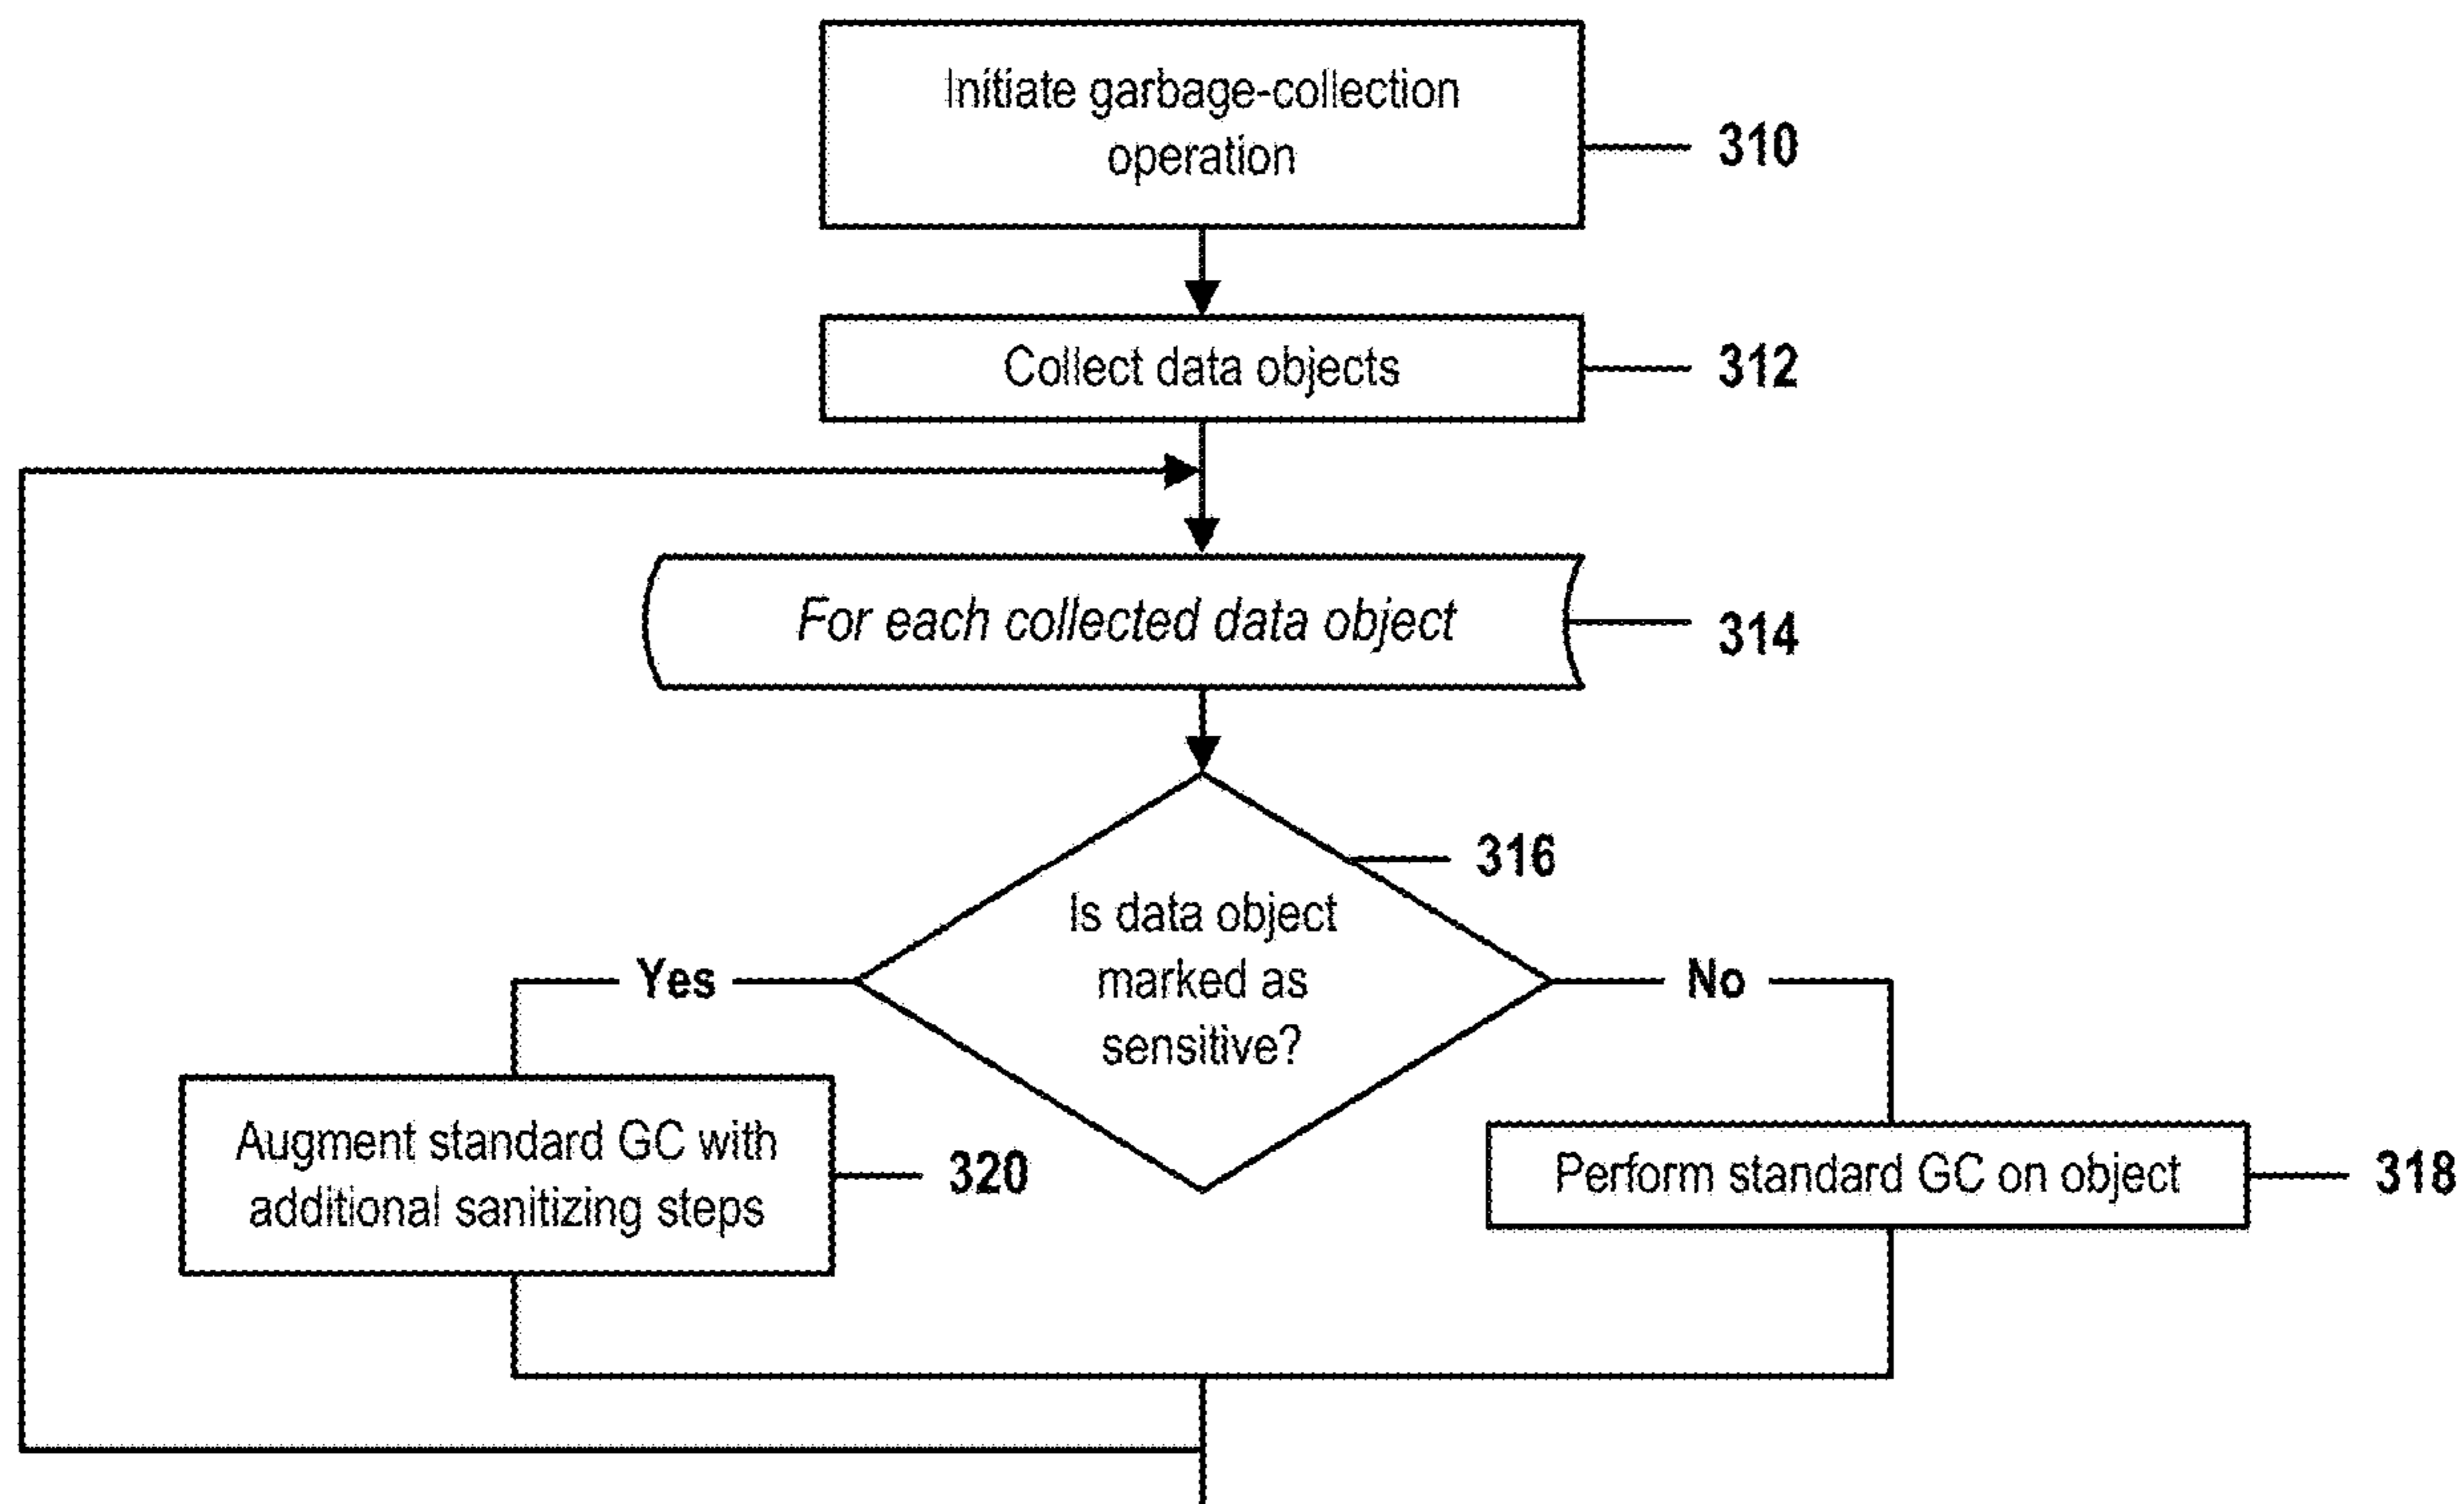 Initiate garbage-collection
operation
310
Collect data objects
312
For each collected data object
314
316
Is data object
marked as
sensitive?
Yes
No
Augment standard GC with
additional sanitizing steps
320
Perform standard GC on object
318